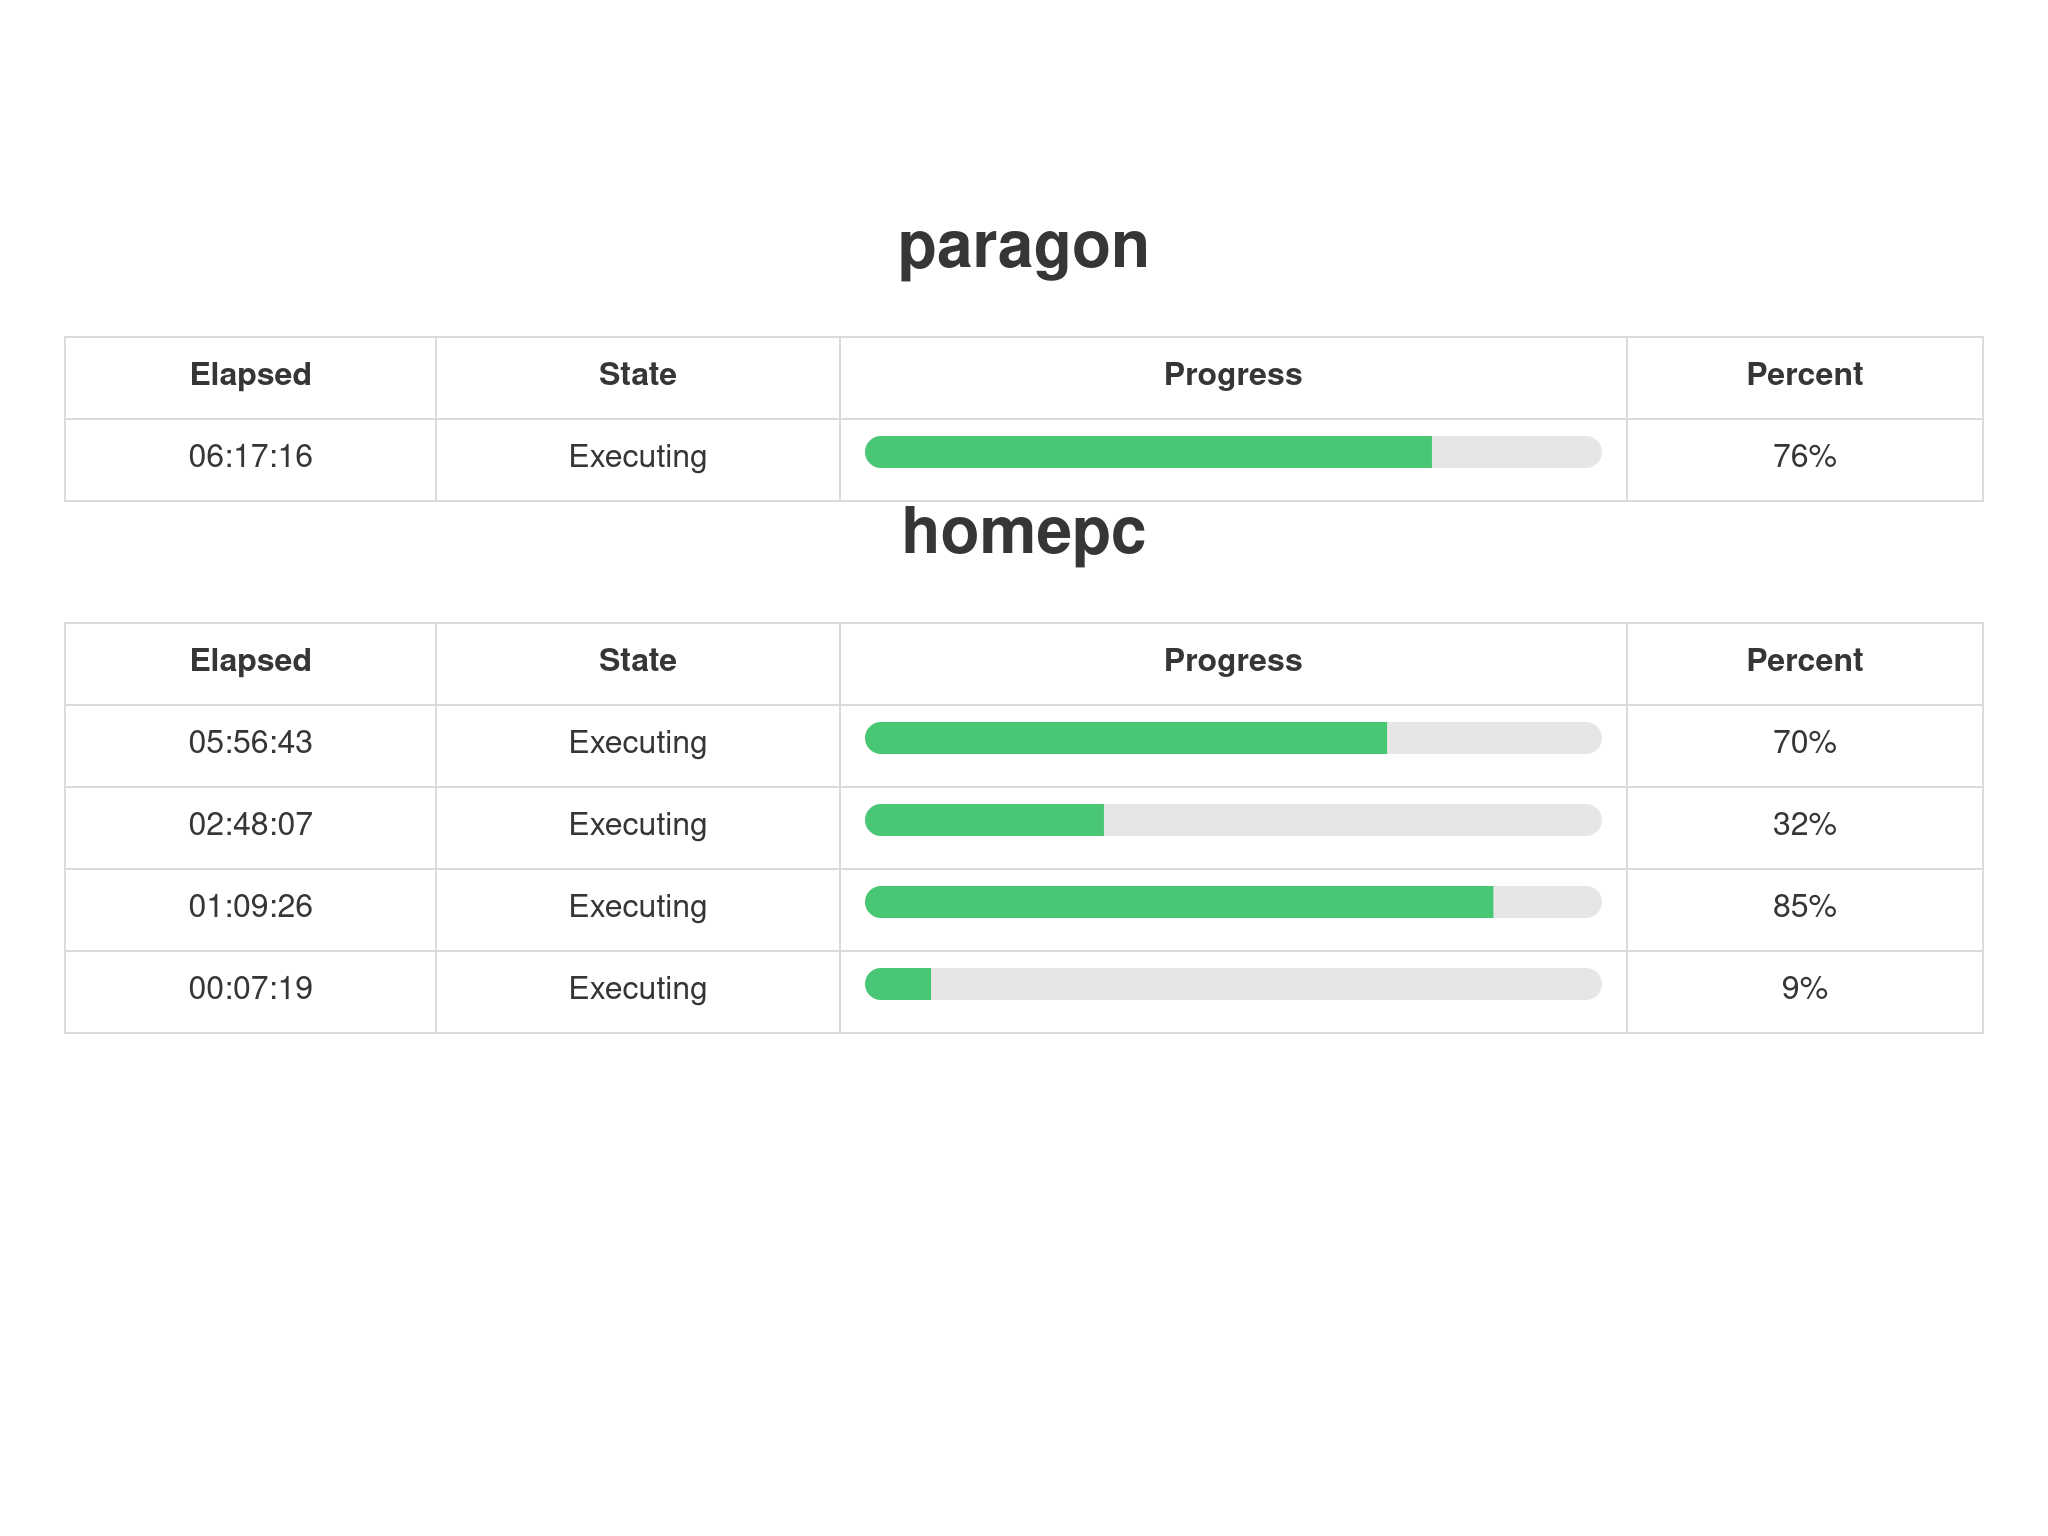 paragon
Elapsed State Progress Percent
06:17:16 Executing 76%
homepc
Elapsed State Progress Percent
05:56:43 Executing 70%
02:48:07 Executing 32%
01:09:26 Executing 85%
00:07:19 Executing 9%